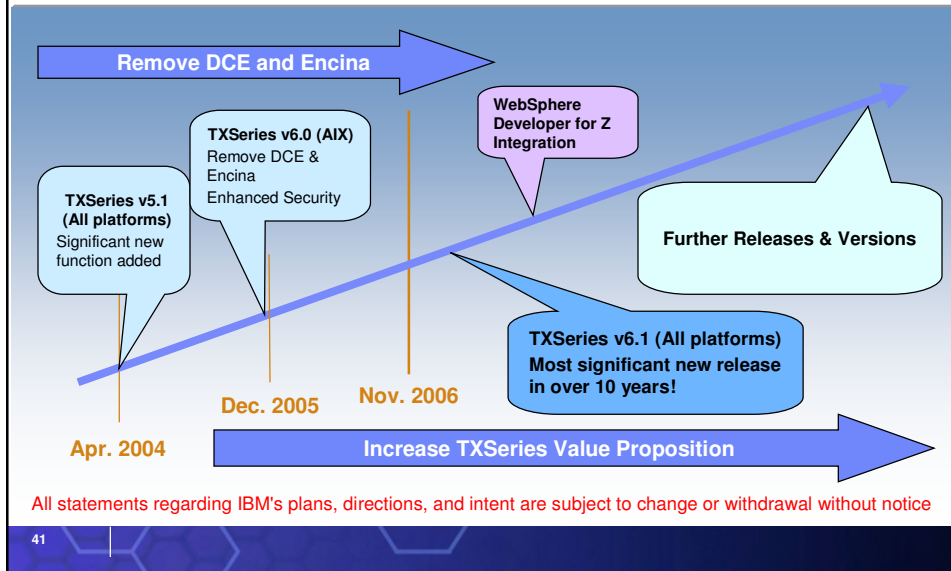 Remove DCE and Encina
TXSeries v5.1
(All platforms)
Significant new
function added
TXSeries v6.0 (AIX)
Remove DCE &
Encina
Enhanced Security
WebSphere
Developer for Z
Integration
Further Releases & Versions
TXSeries v6.1 (All platforms)
Most significant new release
in over 10 years!
Apr. 2004
Dec. 2005
Nov. 2006
Increase TXSeries Value Proposition
All statements regarding IBM's plans, directions, and intent are subject to change or withdrawal without notice
41